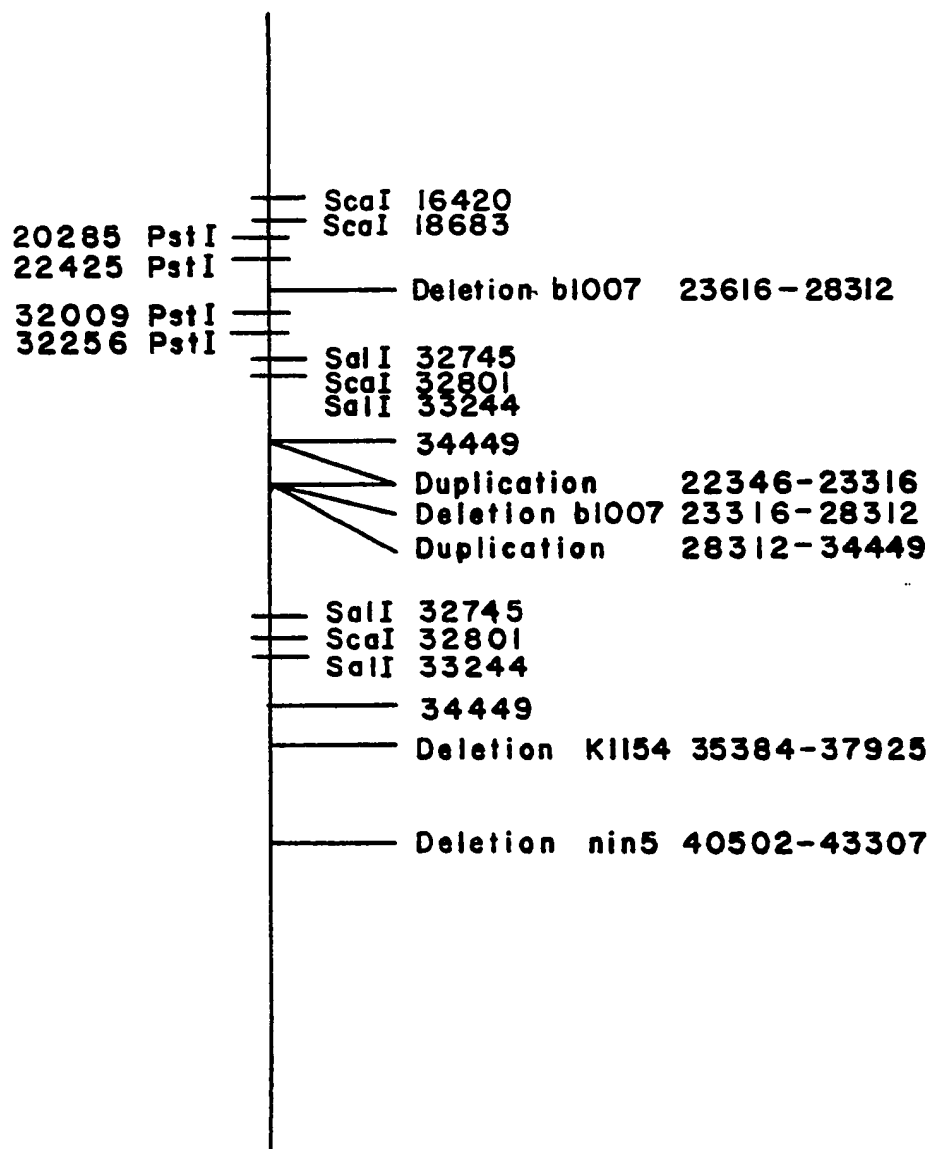 ScaI 16420
ScaI 18683
20285 PstI
22425 PstI
Deletion b1007 23616-28312
32009 PstI
32256 PstI
SalI 32745
ScaI 32801
SalI 33244
34449
Duplication 22346-23316
Deletion b1007 23316-28312
Duplication 28312-34449
SalI 32745
ScaI 32801
SalI 33244
34449
Deletion K1154 35384-37925
Deletion nin5 40502-43307